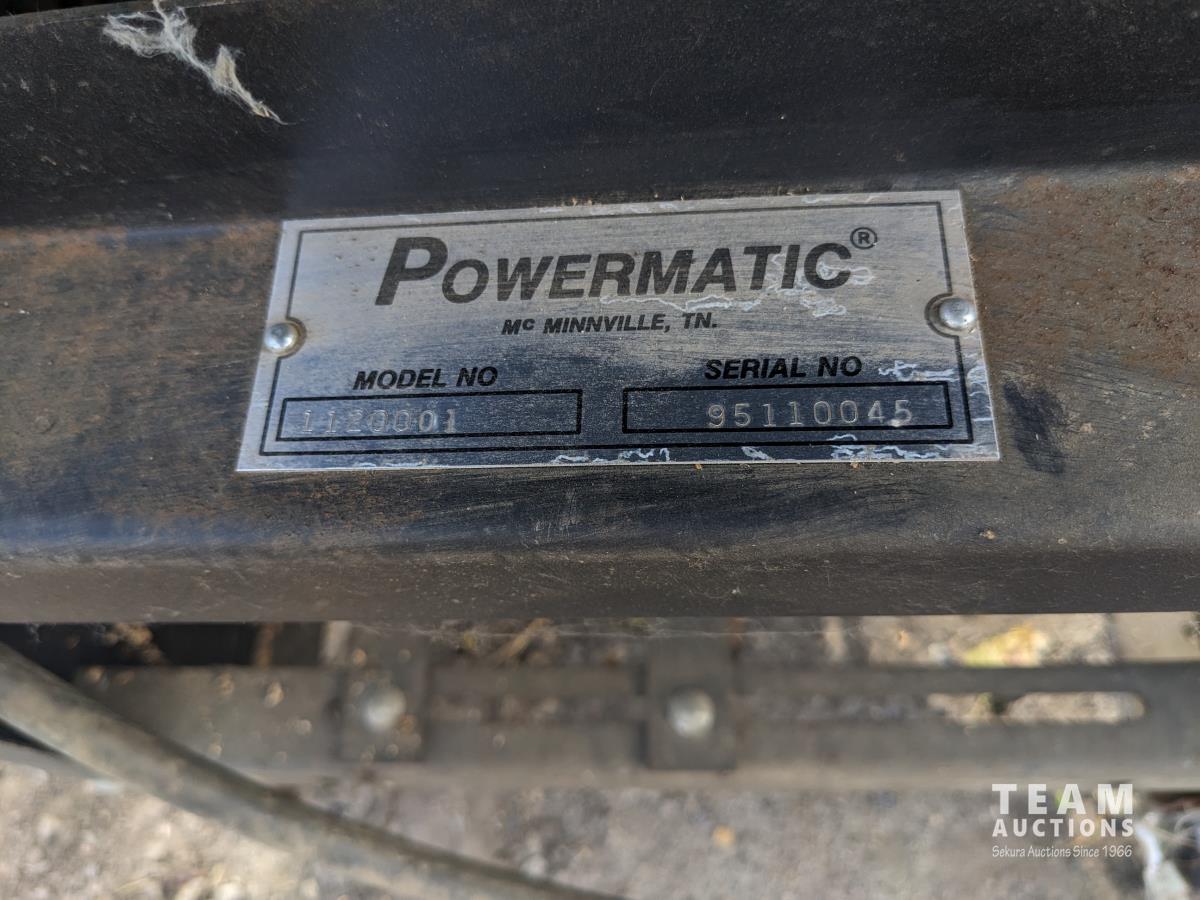 POWERMATIC®
Mc MINNVILLE, TN.
MODEL NO
SERIAL NO
1120001
95110045
TEAM
AUCTIONS
Sekura Auctions Since 1966